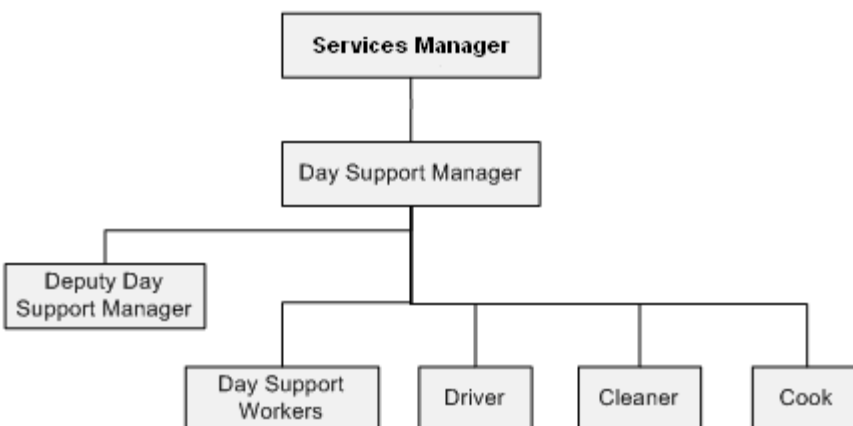 Services Manager
Day Support Manager
Deputy Day
Support Manager
Day Support
Workers
Driver
Cleaner
Cook